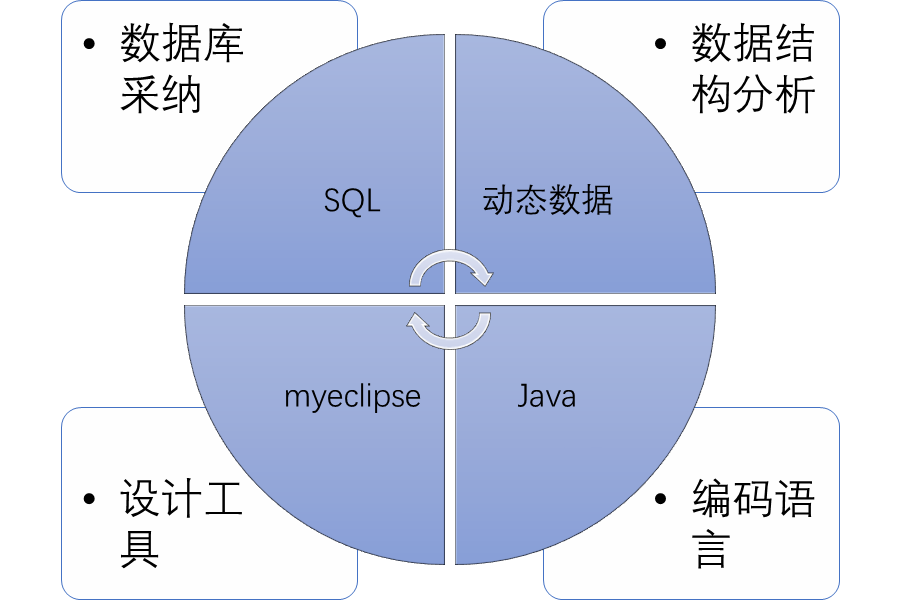 • 数据库
采纳
• 数据结
构分析
SQL
动态数据
myeclipse
Java
• 设计工
具
• 编码语
言